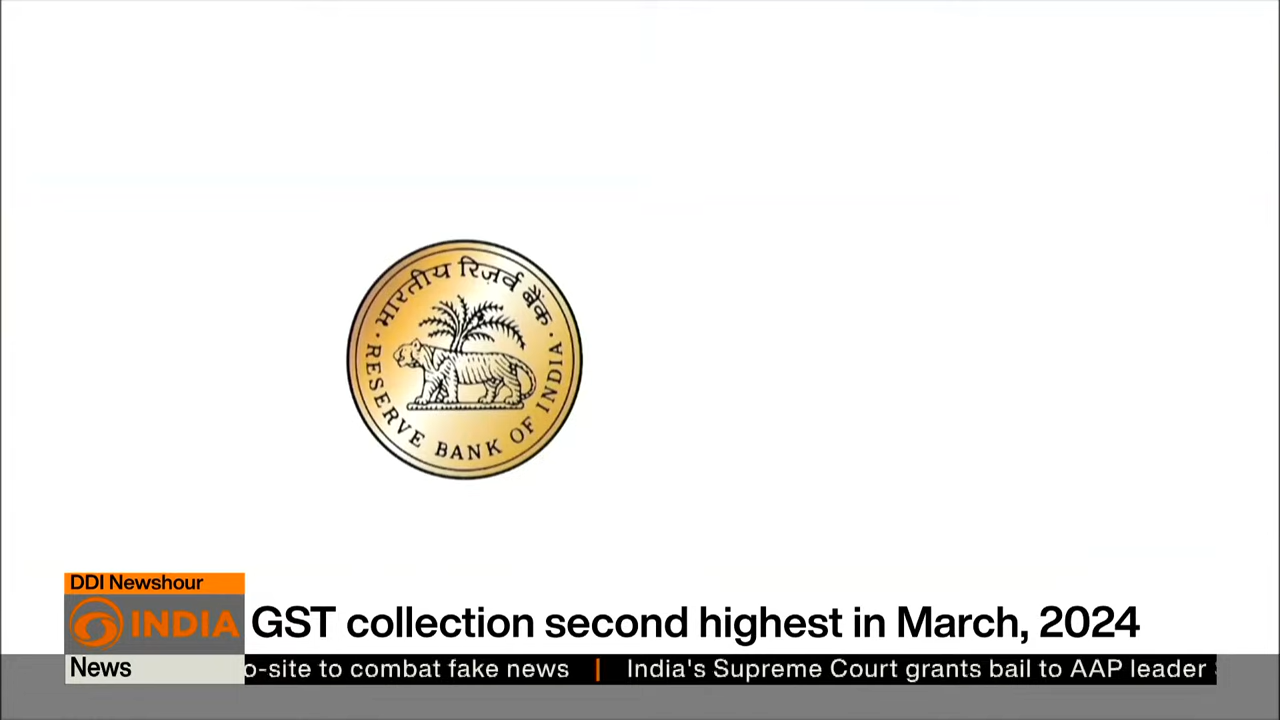 भारतीय रिज़र्व बैंक
RESERVE BANK OF INDIA
DDI Newshour
INDIA
GST collection second highest in March, 2024
News
o-site to combat fake news | India's Supreme Court grants bail to AAP leader